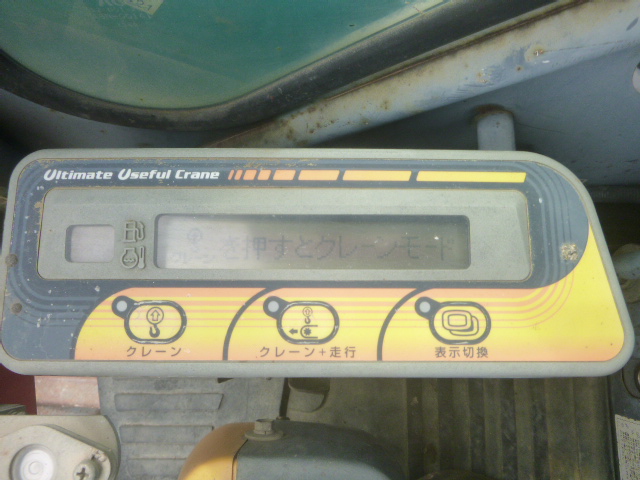 Ultimate Useful Crane
を押すとクレーンモード
クレーン
クレーン+走行
表示切換